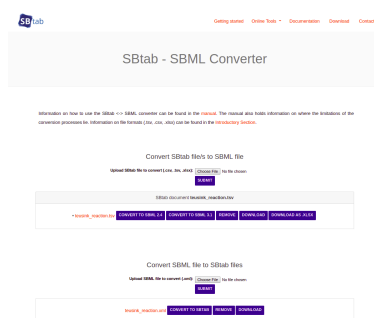 SBtab
Getting started Online Tools Documentation Download Contact
SBtab - SBML Converter
Information on how to use the SBtab <-> SBML converter can be found in the manual. The manual also holds information on where the limitations of the
conversion processes lie. Information on file formats (.tsv, .csv, .xlsx) can be found in the Introductory Section.
Convert SBtab file/s to SBML file
Upload SBtab file to convert (.csv, .tsv, .xlsx): Choose File No file chosen
SUBMIT
SBtab document teusink_reaction.tsv
• teusink_reaction.tsv CONVERT TO SBML 2.4 CONVERT TO SBML 3.1 REMOVE DOWNLOAD DOWNLOAD AS .XLSX
Convert SBML file to SBtab files
Upload SBML file to convert (.xml): Choose File No file chosen
SUBMIT
teusink_reaction.xml CONVERT TO SBTAB REMOVE DOWNLOAD